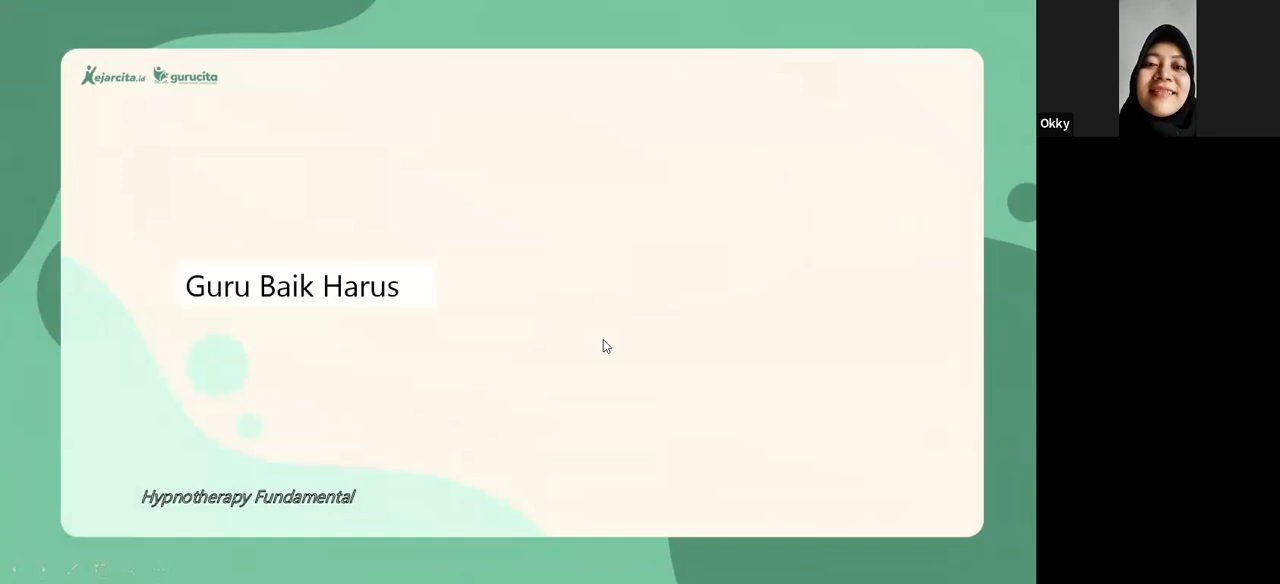 kejarcita.id gurucita
Guru Baik Harus
Hypnotherapy Fundamental
Okky